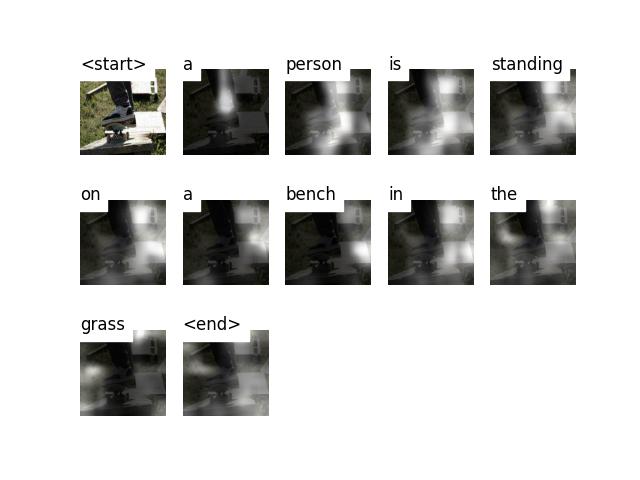 <start> a person is standing
on a bench in the
grass <end>